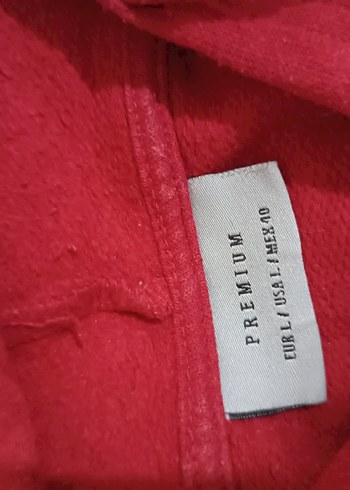 PREMIUM
EUR L / USA L / MEX 40